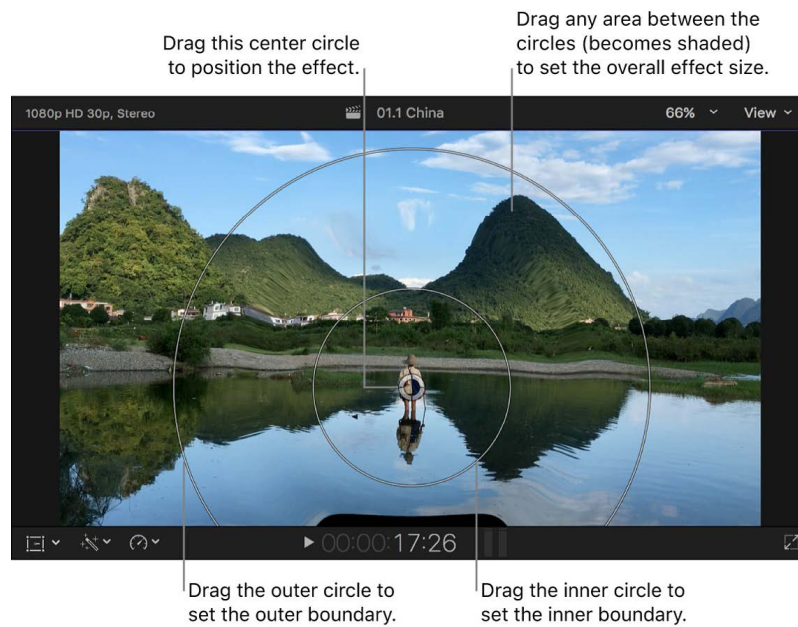 Drag this center circle
to position the effect.
Drag any area between the
circles (becomes shaded)
to set the overall effect size.
1080p HD 30p, Stereo
01.1 China
66%
View
00:00:17:26
Drag the outer circle to
set the outer boundary.
Drag the inner circle to
set the inner boundary.